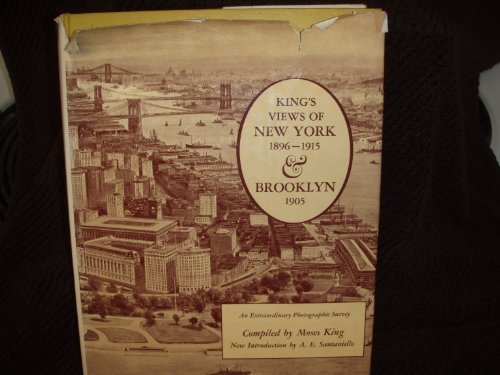 KING'S
VIEWS OF
NEW YORK
1896—1915
&
BROOKLYN
1905
An Extraordinary Photographic Survey
Compiled by Moses King
New Introduction by A. E. Santaniello